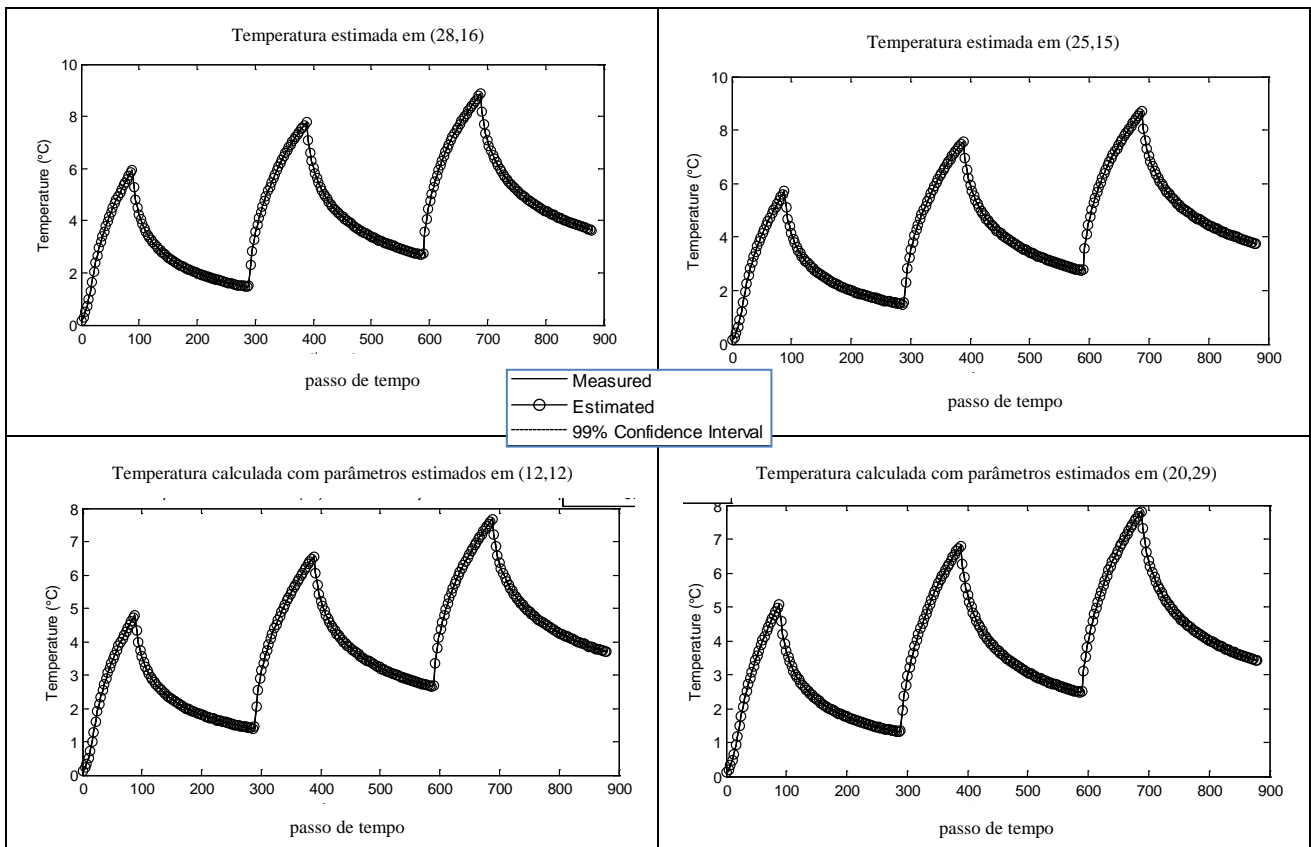 Temperatura estimada em (28,16)
Temperature (°C)
10
8
6
4
2
0
0 100 200 300 400 500 600 700 800 900
passo de tempo
Temperatura estimada em (25,15)
Temperature (°C)
10
8
6
4
2
0
0 100 200 300 400 500 600 700 800 900
passo de tempo
Measured
Estimated
99% Confidence Interval
Temperatura calculada com parâmetros estimados em (12,12)
Temperature (°C)
8
7
6
5
4
3
2
1
0
0 100 200 300 400 500 600 700 800 900
passo de tempo
Temperatura calculada com parâmetros estimados em (20,29)
Temperature (°C)
8
7
6
5
4
3
2
1
0
0 100 200 300 400 500 600 700 800 900
passo de tempo